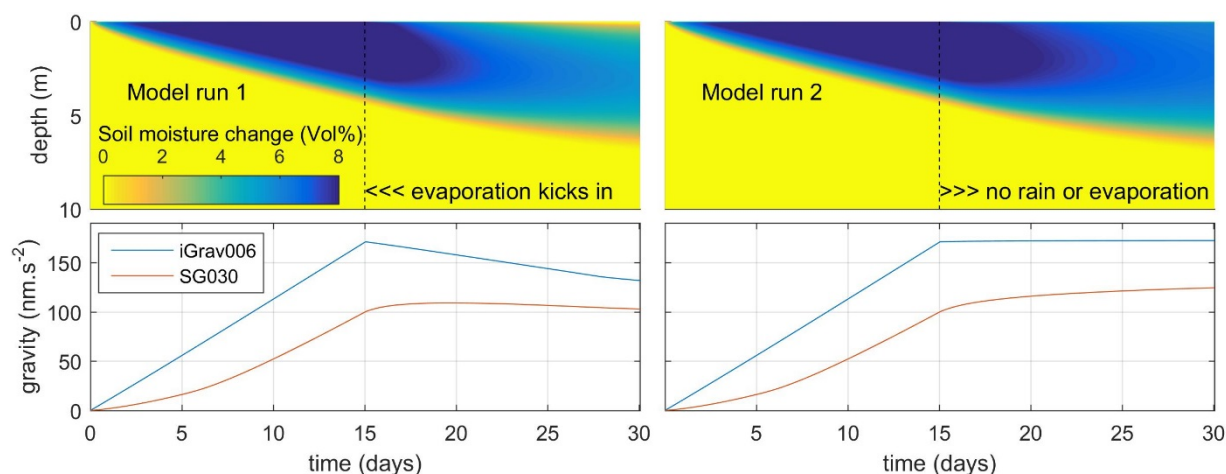 0
5
10
depth (m)
Model run 1
Soil moisture change (Vol%)
0 2 4 6 8
<<< evaporation kicks in
Model run 2
>>> no rain or evaporation
iGrav006
SG030
150
100
50
0
gravity (nm.s-2)
0 5 10 15 20 25 30
time (days)
5 10 15 20 25 30
time (days)